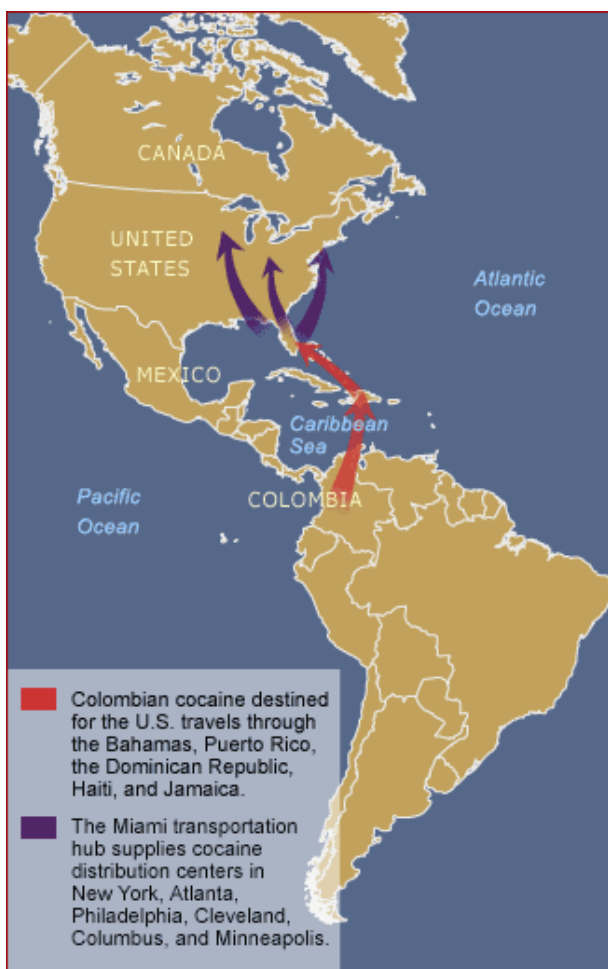 CANADA
UNITED
STATES
Atlantic
Ocean
MEXICO
Caribbean
Sea
COLOMBIA
Pacific
Ocean
Colombian cocaine destined
for the U.S. travels through
the Bahamas, Puerto Rico,
the Dominican Republic,
Haiti, and Jamaica.
The Miami transportation
hub supplies cocaine
distribution centers in
New York, Atlanta,
Philadelphia, Cleveland,
Columbus, and Minneapolis.